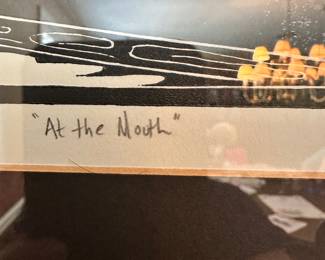 "At the Mouth"